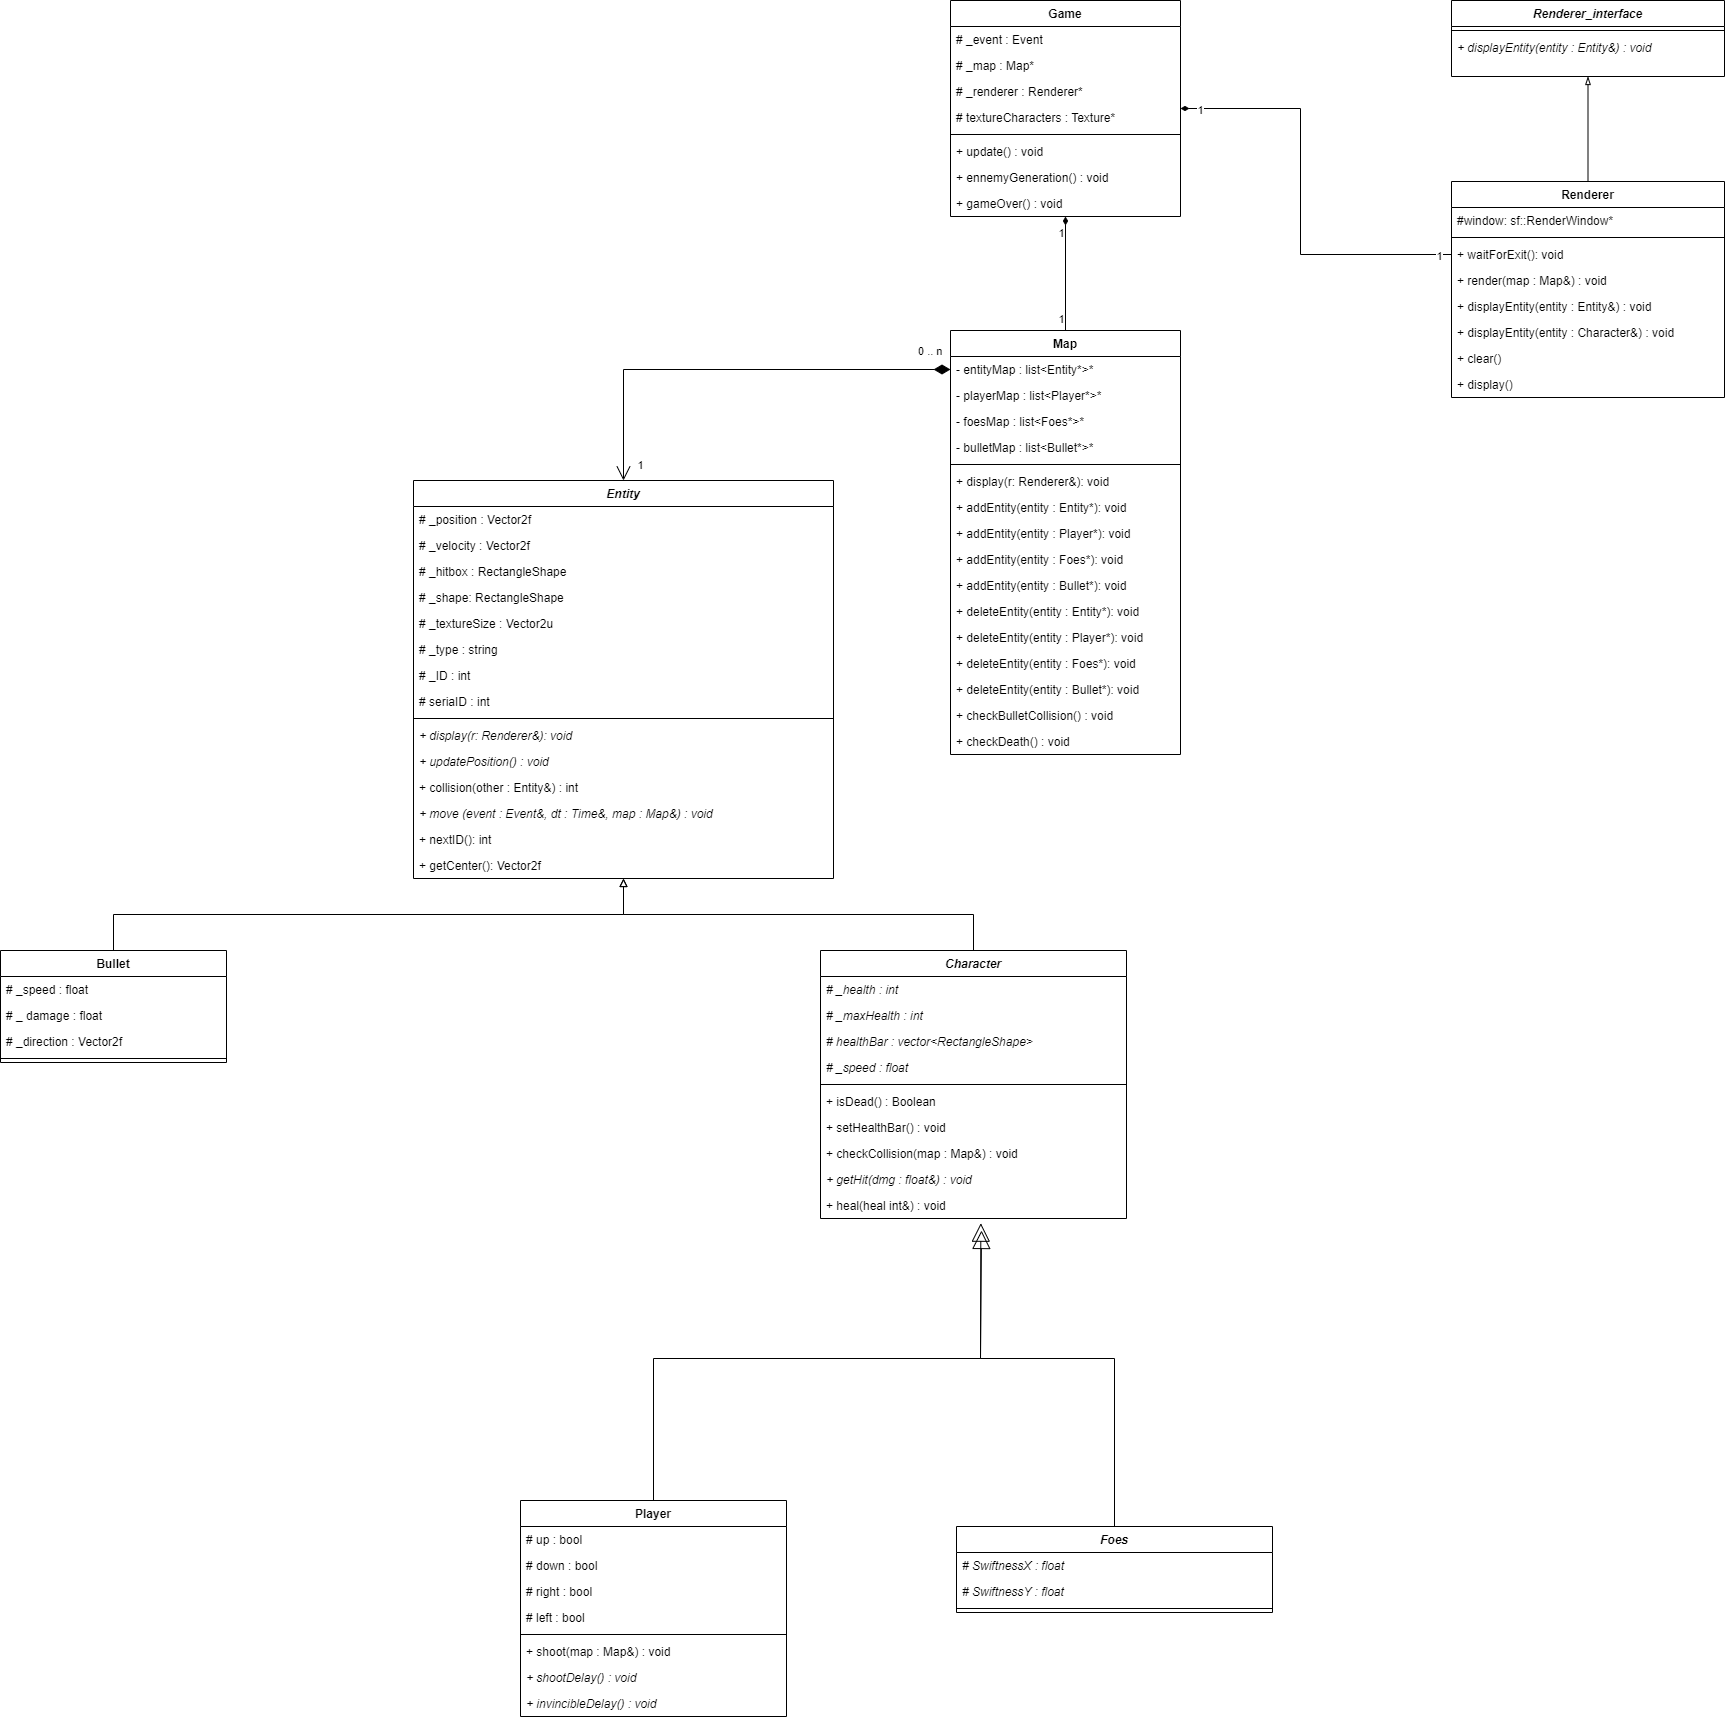 Game
# _event : Event
# _map : Map*
# _renderer : Renderer*
# textureCharacters : Texture*
+ update() : void
+ ennemyGeneration() : void
+ gameOver() : void
1
1
Renderer_interface
+ displayEntity(entity : Entity&) : void
Renderer
#window: sf::RenderWindow*
+ waitForExit(): void
+ render(map : Map&) : void
+ displayEntity(entity : Entity&) : void
+ displayEntity(entity : Character&) : void
+ clear()
+ display()
1
1
Map
- entityMap : list<Entity*>*
- playerMap : list<Player*>*
- foesMap : list<Foes*>*
- bulletMap : list<Bullet*>*
+ display(r: Renderer&): void
+ addEntity(entity : Entity*): void
+ addEntity(entity : Player*): void
+ addEntity(entity : Foes*): void
+ addEntity(entity : Bullet*): void
+ deleteEntity(entity : Entity*): void
+ deleteEntity(entity : Player*): void
+ deleteEntity(entity : Foes*): void
+ deleteEntity(entity : Bullet*): void
+ checkBulletCollision() : void
+ checkDeath() : void
0 .. n
1
Entity
# _position : Vector2f
# _velocity : Vector2f
# _hitbox : RectangleShape
# _shape: RectangleShape
# _textureSize : Vector2u
# _type : string
# _ID : int
# seriaID : int
+ display(r: Renderer&): void
+ updatePosition() : void
+ collision(other : Entity&) : int
+ move (event : Event&, dt : Time&, map : Map&) : void
+ nextID(): int
+ getCenter(): Vector2f
Bullet
# _speed : float
# _ damage : float
# _direction : Vector2f
Character
# _health : int
# _maxHealth : int
# healthBar : vector<RectangleShape>
# _speed : float
+ isDead() : Boolean
+ setHealthBar() : void
+ checkCollision(map : Map&) : void
+ getHit(dmg : float&) : void
+ heal(heal int&) : void
Player
# up : bool
# down : bool
# right : bool
# left : bool
+ shoot(map : Map&) : void
+ shootDelay() : void
+ invincibleDelay() : void
Foes
# SwiftnessX : float
# SwiftnessY : float